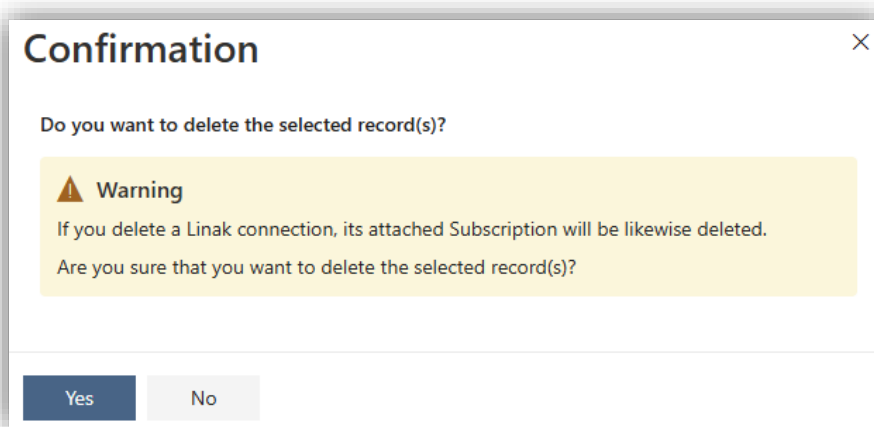 Confirmation
Do you want to delete the selected record(s)?
Warning
If you delete a Linak connection, its attached Subscription will be likewise deleted.
Are you sure that you want to delete the selected record(s)?
Yes No